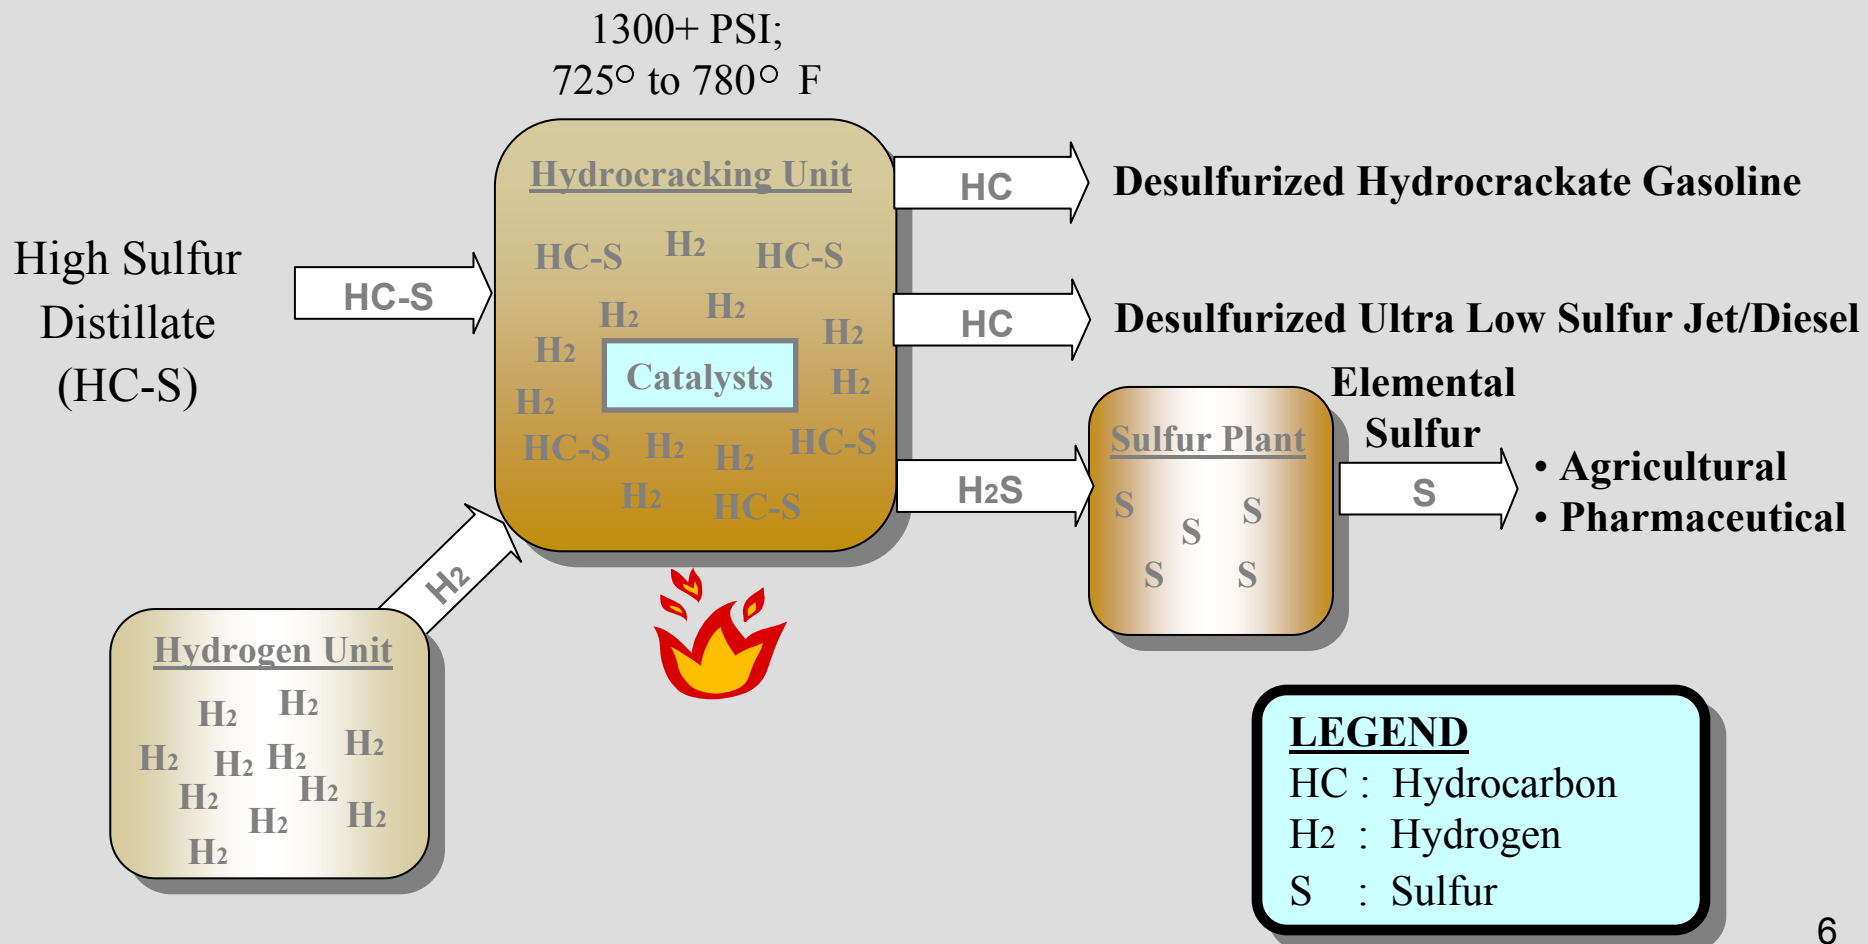 1300+ PSI;
725° to 780° F
High Sulfur
Distillate
(HC-S)
HC-S
Hydrocracking Unit
HC-S H2 HC-S
H2 H2
H2 H2
Catalysts
H2 H2
HC-S H2 H2 HC-S
H2 HC-S
HC
Desulfurized Hydrocrackate Gasoline
HC
Desulfurized Ultra Low Sulfur Jet/Diesel
H2S
Sulfur Plant
S S S
S S
Elemental
Sulfur
S
• Agricultural
• Pharmaceutical
H2
Hydrogen Unit
H2 H2
H2 H2 H2 H2
H2 H2
H2 H2
H2
LEGEND
HC : Hydrocarbon
H2 : Hydrogen
S : Sulfur
6